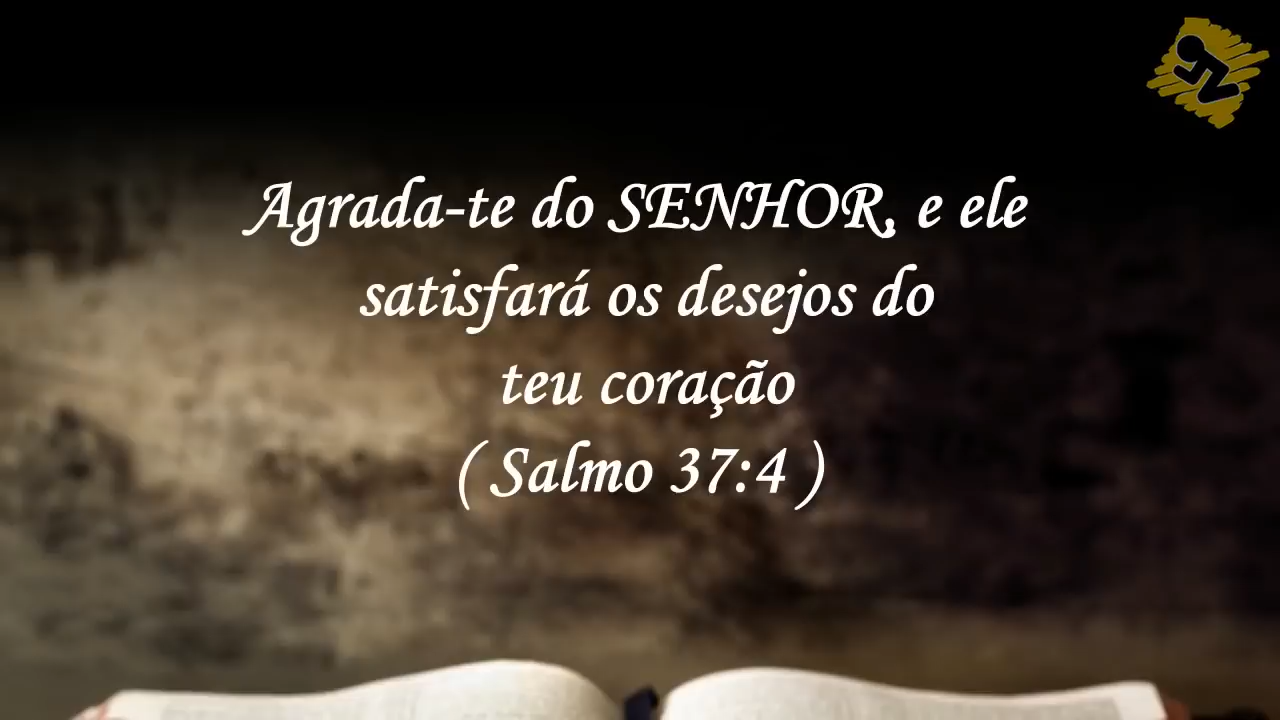 Agrada-te do SENHOR, e ele
satisfará os desejos do
teu coração
( Salmo 37:4 )